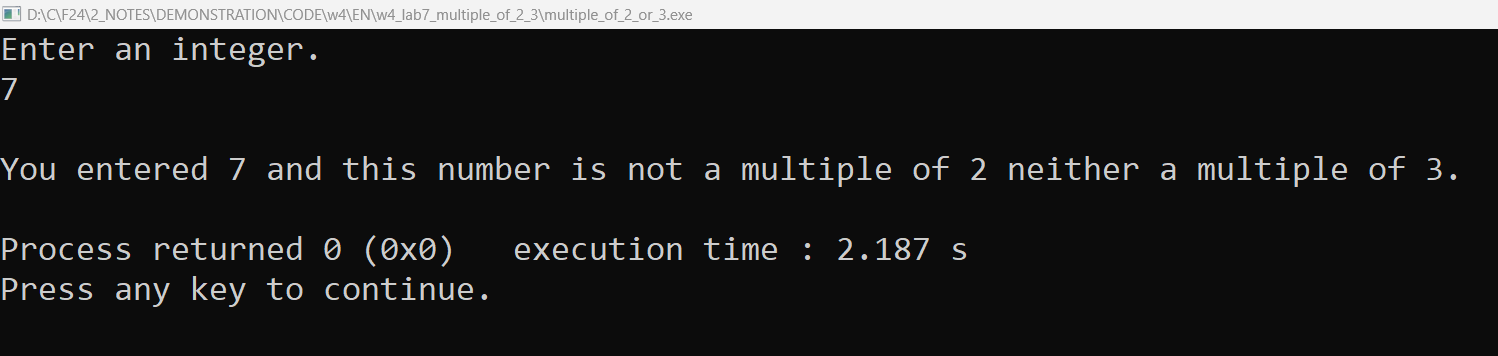 D:\C\F24\2_NOTES\DEMONSTRATION\CODE\w4\EN\w4_lab7_multiple_of_2_3\multiple_of_2_or_3.exe
Enter an integer.
7
You entered 7 and this number is not a multiple of 2 neither a multiple of 3.
Process returned 0 (0x0)   execution time : 2.187 s
Press any key to continue.